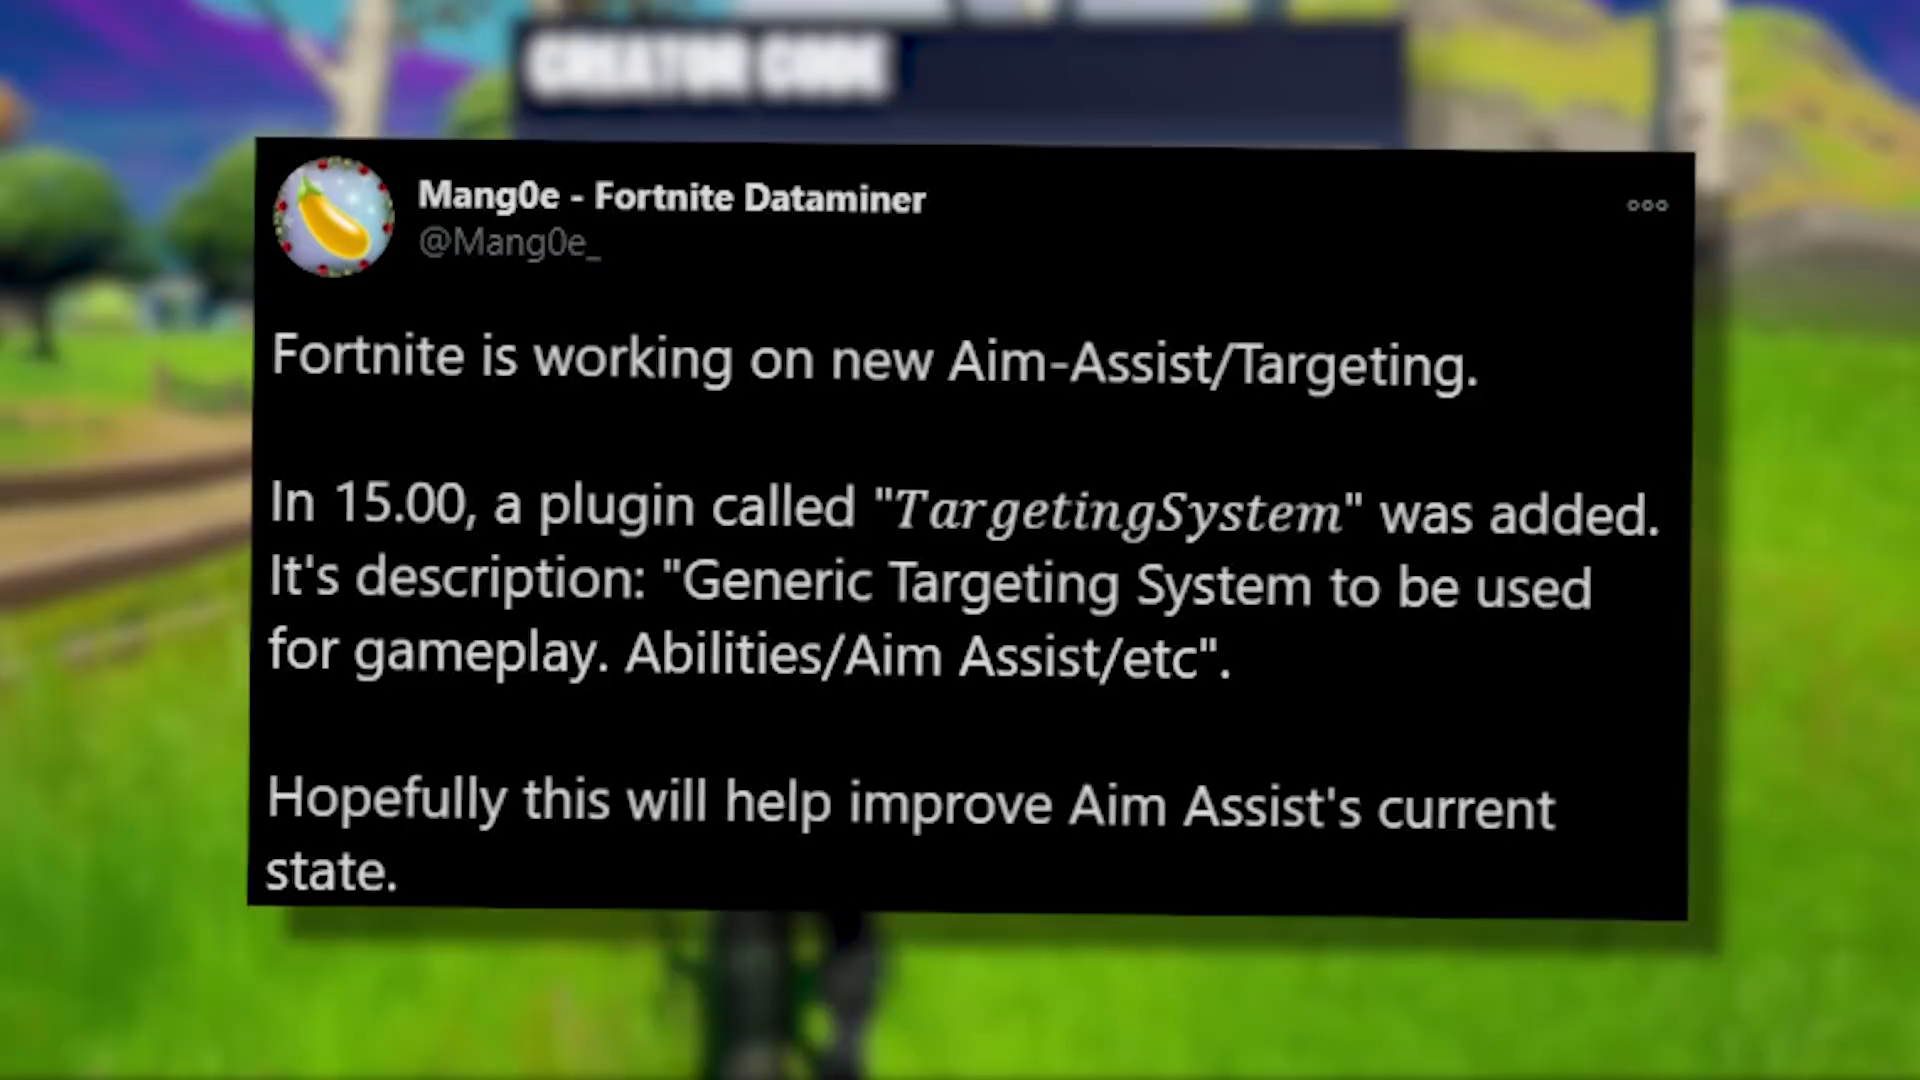 CREATOR CODE
Mang0e - Fortnite Dataminer
@Mang0e_
Fortnite is working on new Aim-Assist/Targeting.
In 15.00, a plugin called "TargetingSystem" was added.
It's description: "Generic Targeting System to be used
for gameplay. Abilities/Aim Assist/etc".
Hopefully this will help improve Aim Assist's current
state.